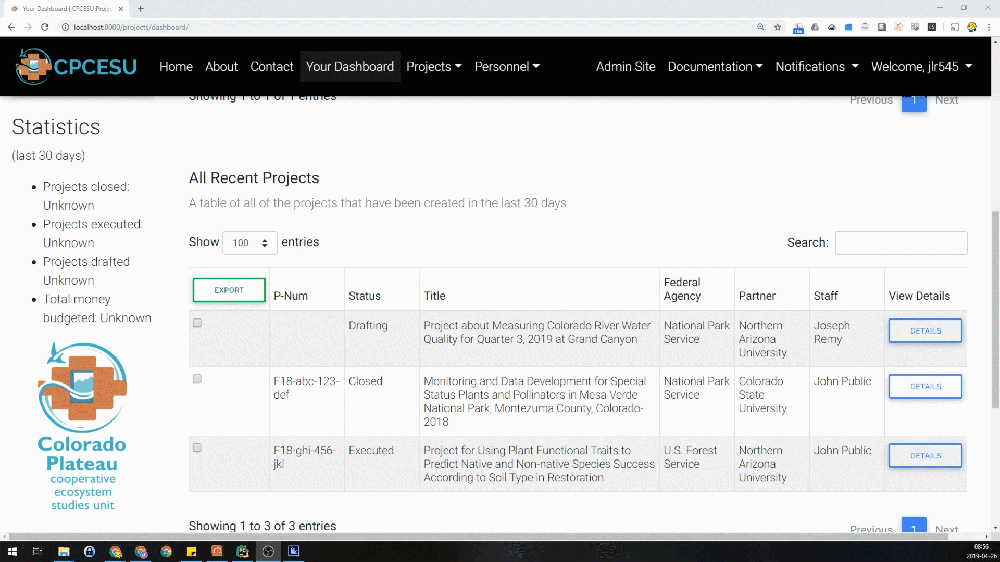 Your Dashboard | CPCESU Projec
localhost:8000/projects/dashboard/
106
S
CSP
ES
CPCESU
Home About Contact Your Dashboard Projects Personnel Admin Site Documentation Notifications Welcome, jlr545
Showing 1 to 1 of 1 entries
Previous 1 Next
Statistics
(last 30 days)
Projects closed:
Unknown
Projects executed:
Unknown
Projects drafted
Unknown
Total money
budgeted: Unknown
Colorado
Plateau
cooperative
ecosystem
studies unit
All Recent Projects
A table of all of the projects that have been created in the last 30 days
Show 100 entries
Search:
EXPORT P-Num Status Title Federal Agency Partner Staff View Details
Drafting Project about Measuring Colorado River Water National Park Northern Joseph DETAILS
Quality for Quarter 3, 2019 at Grand Canyon Service Arizona Remy
University
F18-abc-123- Closed Monitoring and Data Development for Special National Park Colorado John Public DETAILS
def Status Plants and Pollinators in Mesa Verde Service State
National Park, Montezuma County, Colorado- University
2018
F18-ghi-456- Executed Project for Using Plant Functional Traits to U.S. Forest Northern John Public DETAILS
jkl Predict Native and Non-native Species Success Service Arizona
According to Soil Type in Restoration University
Showing 1 to 3 of 3 entries
Previous 1 Next
PC
08:56
2019-04-26